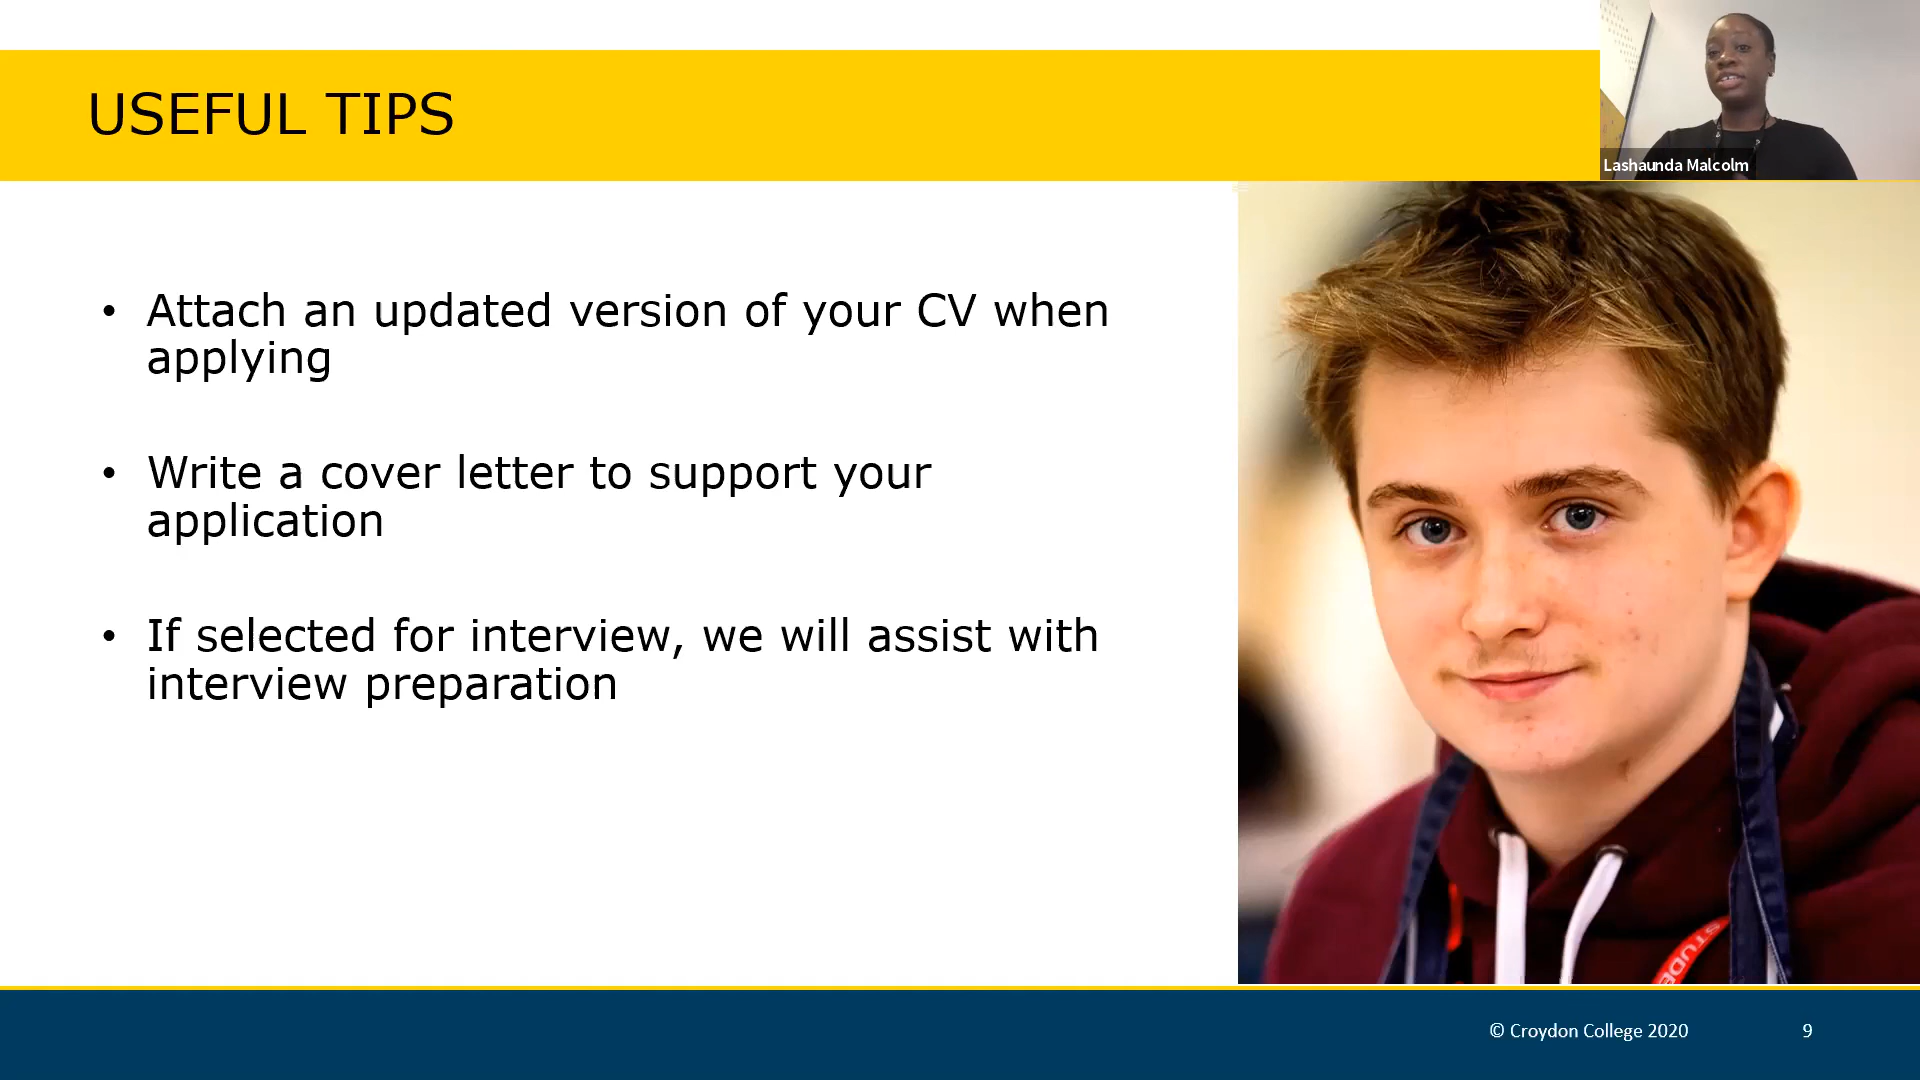 USEFUL TIPS
Lashaunda Malcolm
• Attach an updated version of your CV when
applying
• Write a cover letter to support your
application
• If selected for interview, we will assist with
interview preparation
STUDE
© Croydon College 2020
9